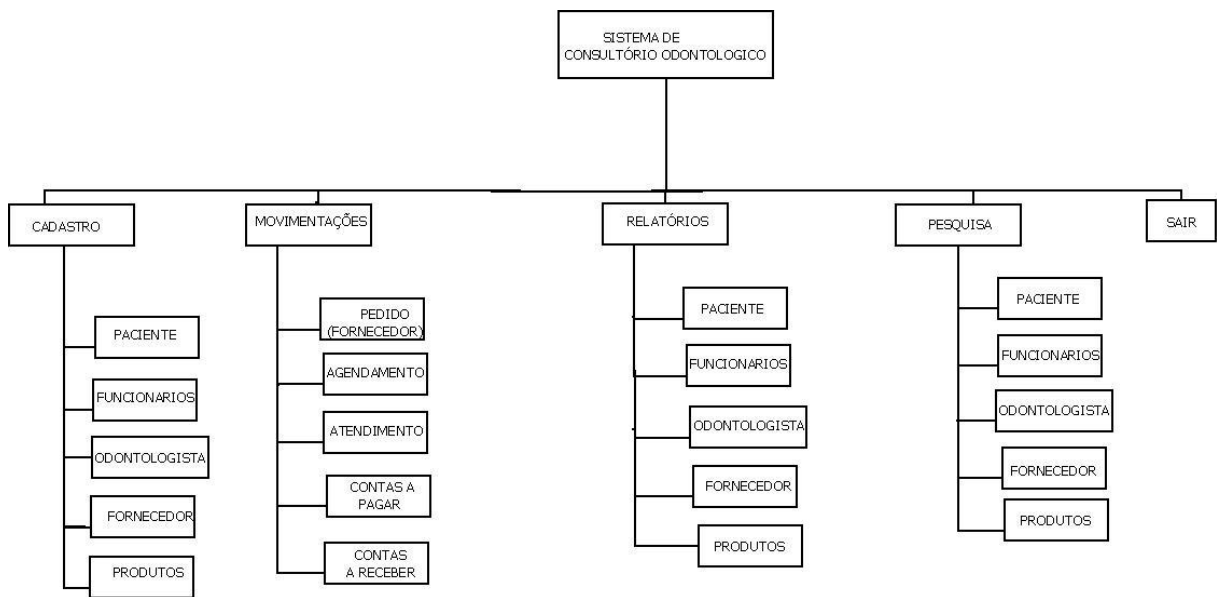 SISTEMA DE
CONSULTÓRIO ODONTOLOGICO
CADASTRO
PACIENTE
FUNCIONARIOS
ODONTOLOGISTA
FORNECEDOR
PRODUTOS
MOVIMENTAÇÕES
PEDIDO
(FORNECEDOR)
AGENDAMENTO
ATENDIMENTO
CONTAS A
PAGAR
CONTAS
A RECEBER
RELATÓRIOS
PACIENTE
FUNCIONARIOS
ODONTOLOGISTA
FORNECEDOR
PRODUTOS
PESQUISA
PACIENTE
FUNCIONARIOS
ODONTOLOGISTA
FORNECEDOR
PRODUTOS
SAIR